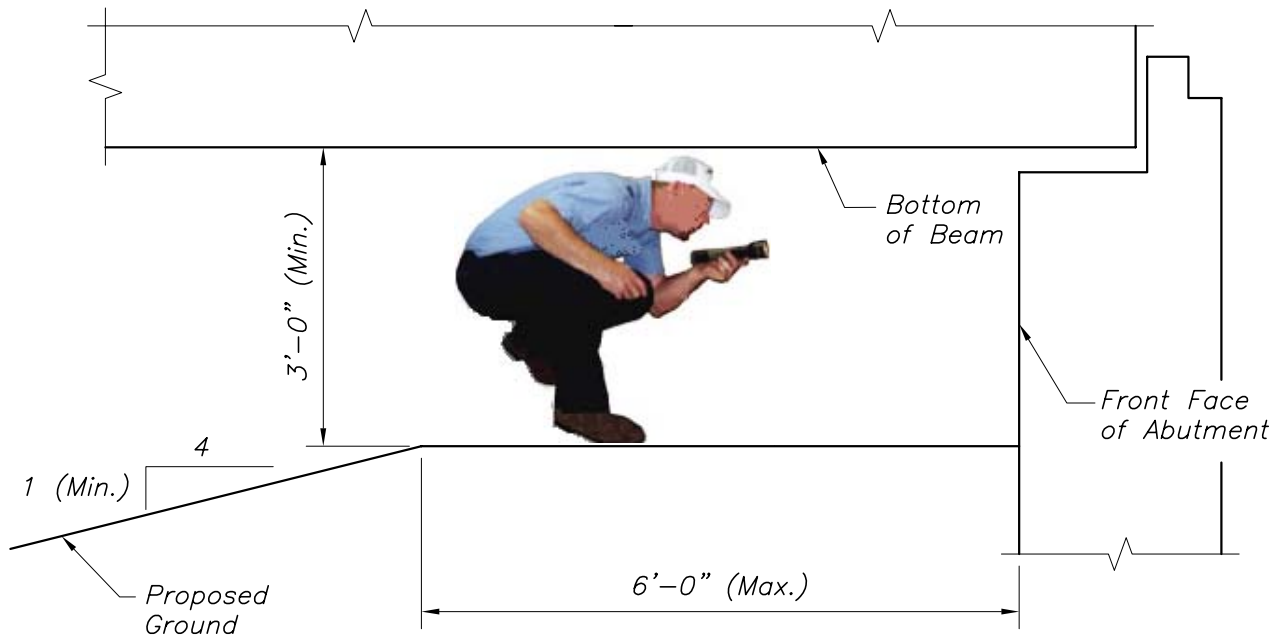 Bottom
of Beam
3'-0" (Min.)
Front Face
of Abutment
4
1 (Min.)
6'-0" (Max.)
Proposed
Ground